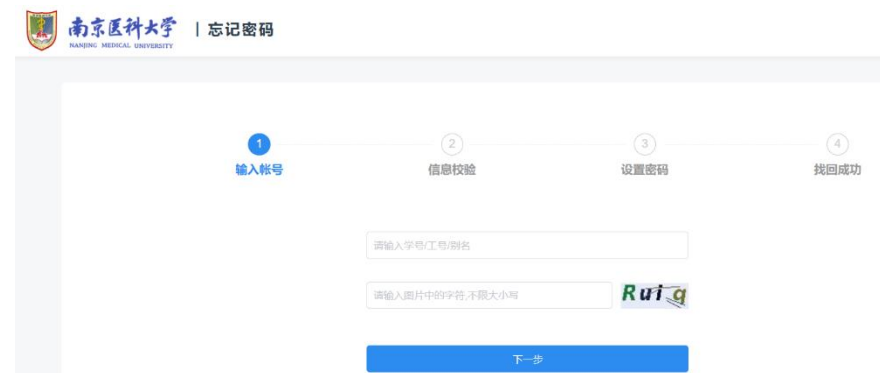 南京医科大学 | 忘记密码
NANJING MEDICAL UNIVERSITY
1 2 3 4
输入帐号 信息校验 设置密码 找回成功
请输入学号/工号/别名
请输入图片中的字符,不限大小写 Ruiq
下一步